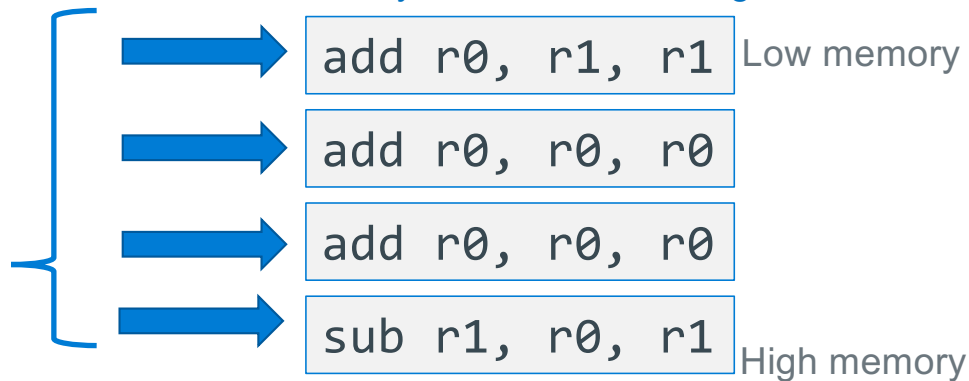 add r0, r1, r1 Low memory
add r0, r0, r0
add r0, r0, r0
sub r1, r0, r1
High memory